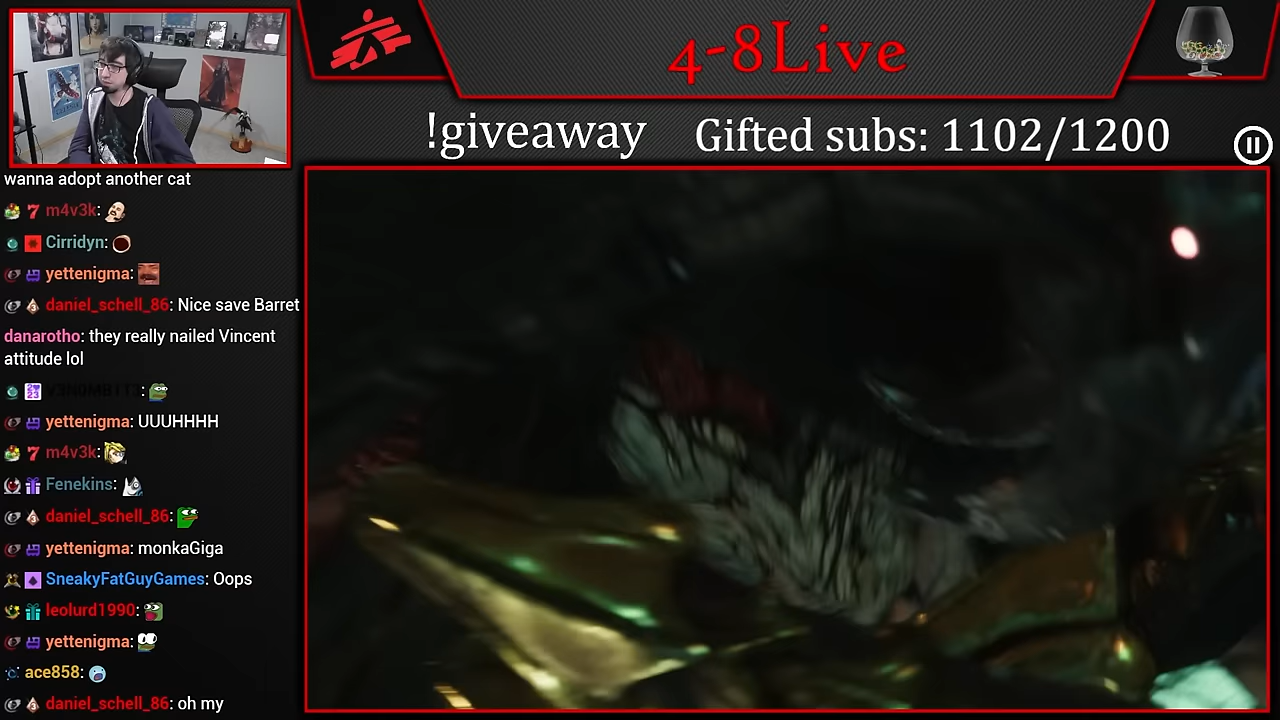 4-8Live
!giveaway Gifted subs: 1102/1200
wanna adopt another cat
m4v3k:
Cirridyn:
yettenigma:
daniel_schell_86: Nice save Barret
danarotho: they really nailed Vincent
attitude lol
yettenigma: UUUHHHH
m4v3k:
Fenekins:
daniel_schell_86:
yettenigma: monkaGiga
SneakyFatGuyGames: Oops
leolurd1990:
yettenigma:
ace858:
daniel_schell_86: oh my